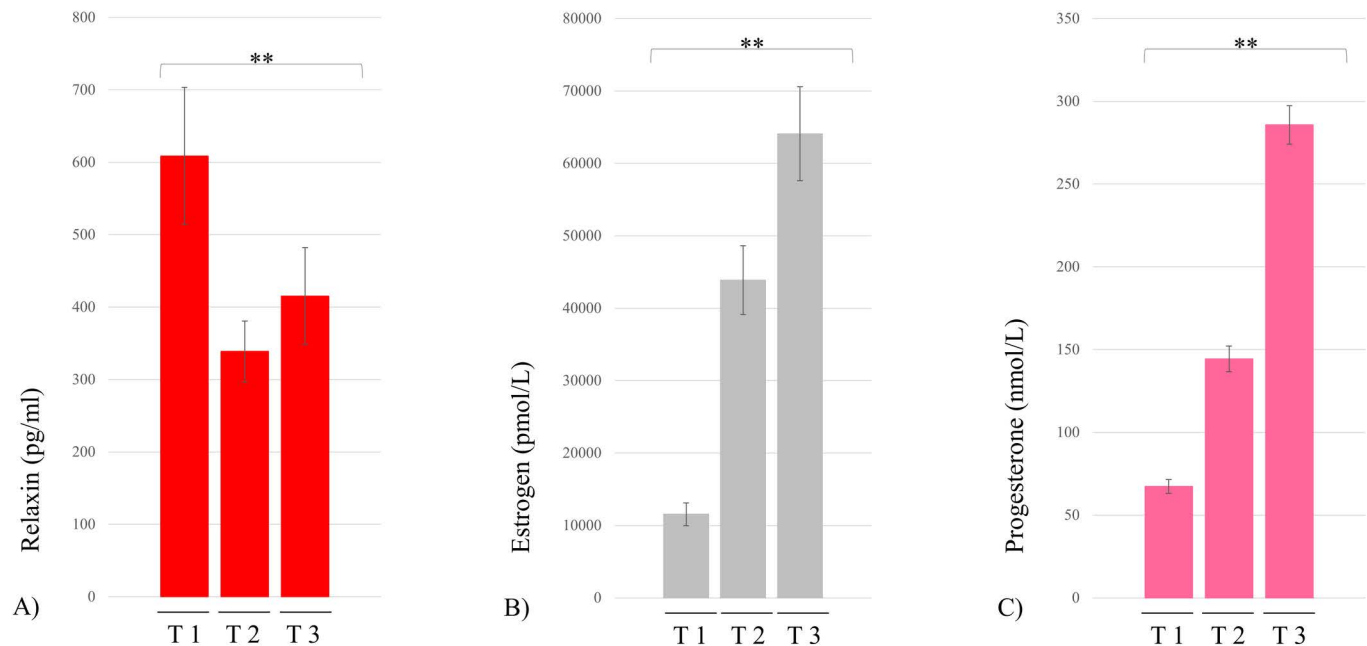 800
700
600
500
400
300
200
100
0
Relaxin (pg/ml)
**
A)
T 1
T 2
T 3
80000
70000
60000
50000
40000
30000
20000
10000
0
Estrogen (pmol/L)
**
B)
T 1
T 2
T 3
350
300
250
200
150
100
50
0
Progesterone (nmol/L)
**
C)
T 1
T 2
T 3